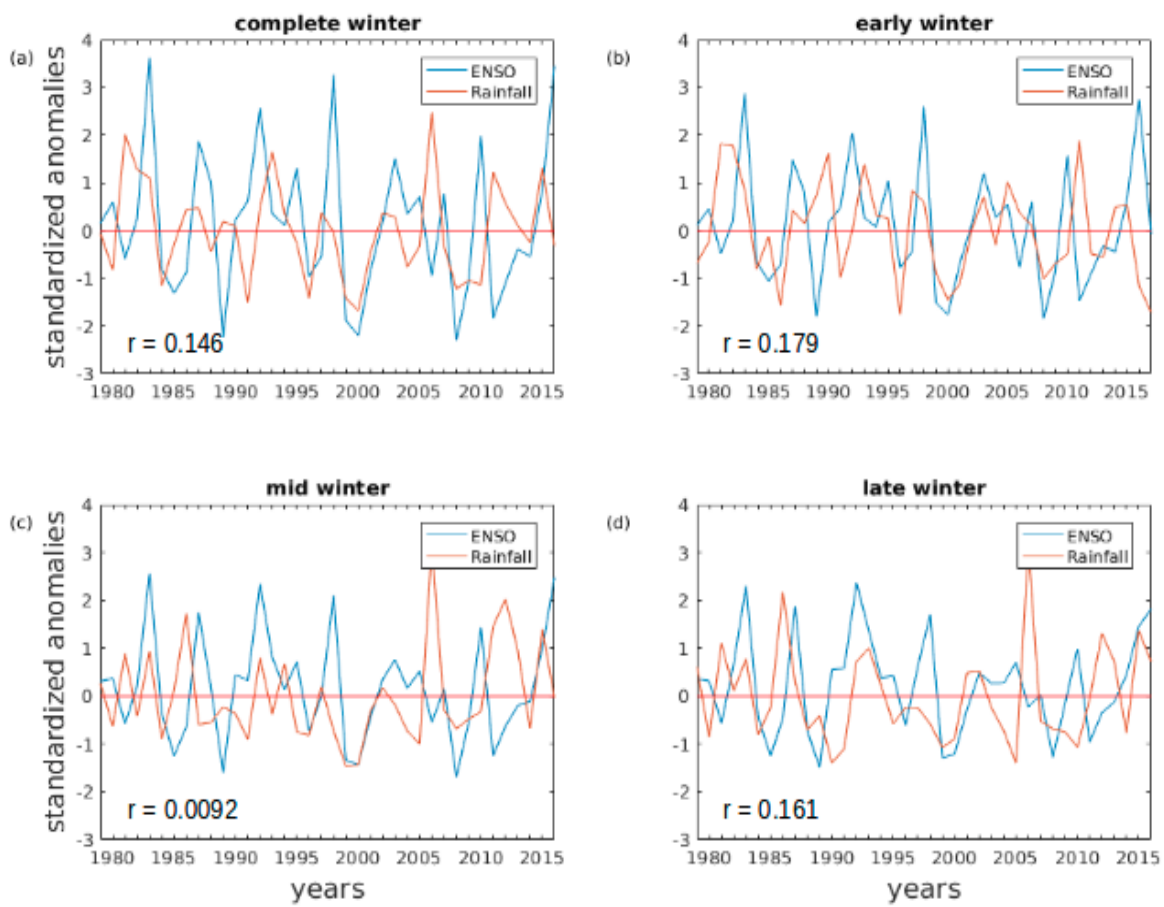 complete winter
(a)
standardized anomalies
4
3
2
1
0
-1
-2
-3
ENSO
Rainfall
r = 0.146
1980 1985 1990 1995 2000 2005 2010 2015
early winter
(b)
4
3
2
1
0
-1
-2
-3
ENSO
Rainfall
r = 0.179
1980 1985 1990 1995 2000 2005 2010 2015
mid winter
(c)
standardized anomalies
4
3
2
1
0
-1
-2
-3
ENSO
Rainfall
r = 0.0092
1980 1985 1990 1995 2000 2005 2010 2015
years
late winter
(d)
4
3
2
1
0
-1
-2
-3
ENSO
Rainfall
r = 0.161
1980 1985 1990 1995 2000 2005 2010 2015
years